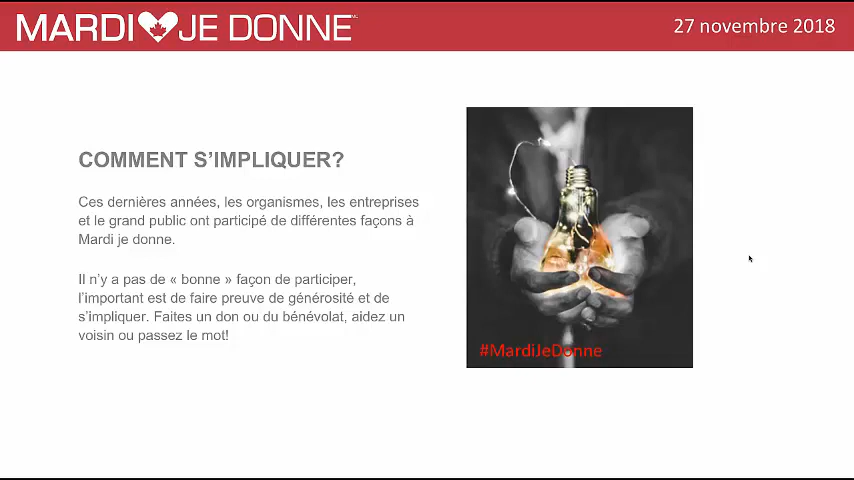 MARDI JE DONNE
27 novembre 2018
COMMENT S’IMPLIQUER?
Ces dernières années, les organismes, les entreprises
et le grand public ont participé de différentes façons à
Mardi je donne.
Il n’y a pas de « bonne » façon de participer,
l’important est de faire preuve de générosité et de
s’impliquer. Faites un don ou du bénévolat, aidez un
voisin ou passez le mot!
#MardiJeDonne